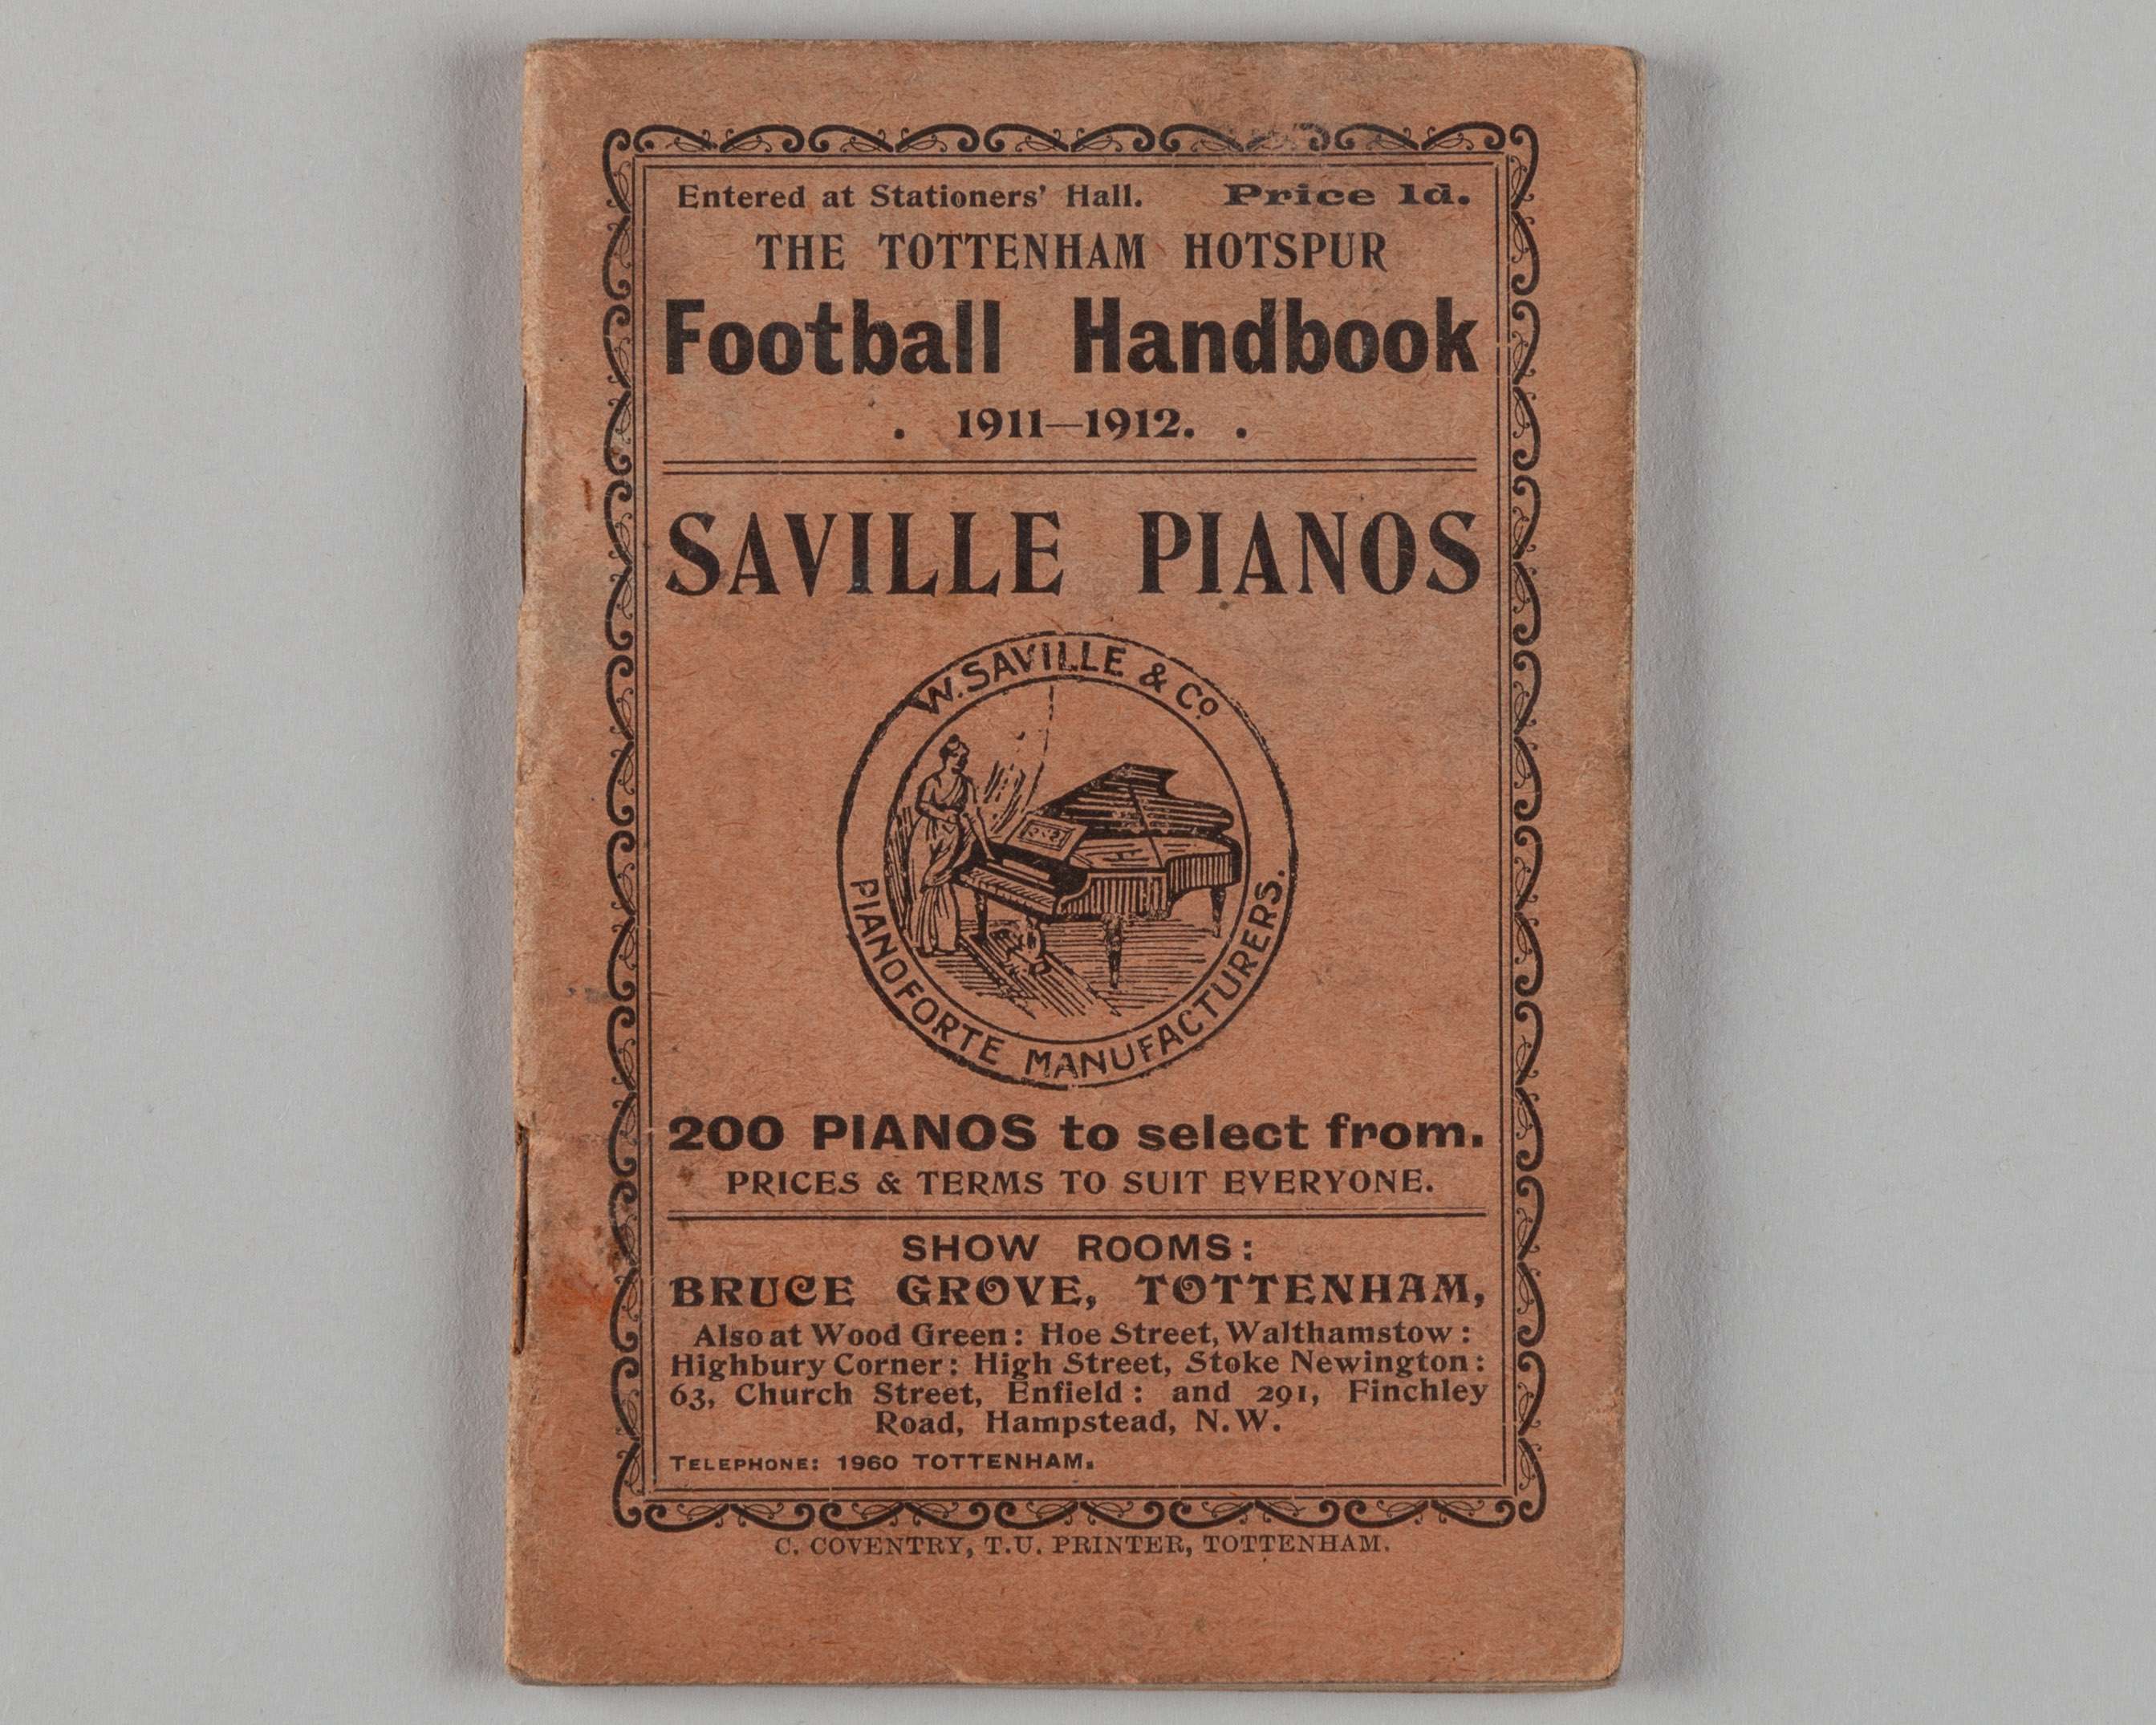 Entered at Stationers' Hall. Price 1d.
THE TOTTENHAM HOTSPUR
Football Handbook
. 1911—1912. .
SAVILLE PIANOS
W. SAVILLE & Co
PIANOFORTE MANUFACTURERS.
200 PIANOS to select from.
PRICES & TERMS TO SUIT EVERYONE.
SHOW ROOMS:
BRUCE GROVE, TOTTENHAM,
Also at Wood Green: Hoe Street, Walthamstow:
Highbury Corner: High Street, Stoke Newington:
63, Church Street, Enfield: and 291, Finchley
Road, Hampstead, N.W.
TELEPHONE: 1960 TOTTENHAM.
C. COVENTRY, T.U. PRINTER, TOTTENHAM.